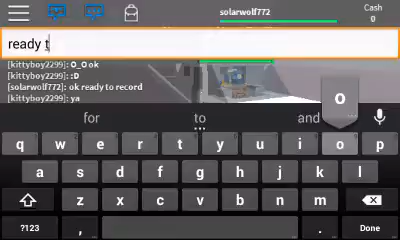 solarwolf772
Cash
0
ready t
[kittyboy2299]: O_O ok
[kittyboy2299]: :D
[solarwolf772]: ok ready to record
[kittyboy2299]: ya
for to and o
q w e r t y u i o p
a s d f g h j k l
z x c v b n m
?123 , . Done